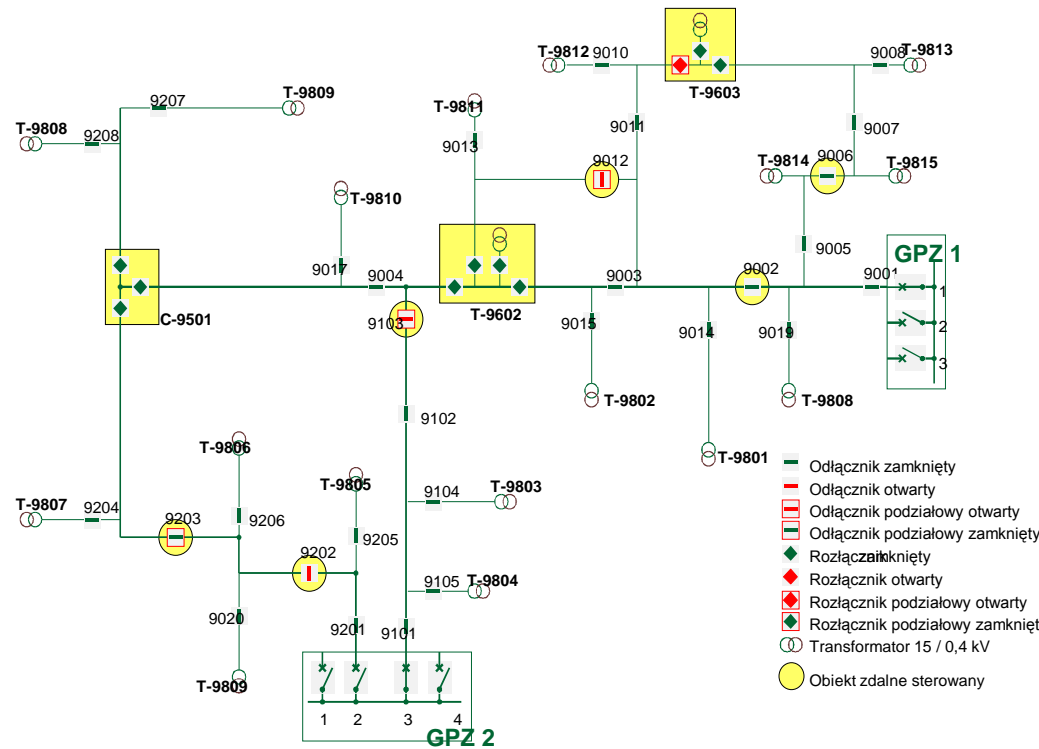 T-9812
9010
9008
T-9813
T-9603
9207
T-9809
T-9811
T-9808
9208
9013
9011
9007
9012
9006
T-9814
T-9815
T-9810
9017
9004
9003
9005
9002
9001
GPZ 1
1
C-9501
T-9602
9103
9015
9014
9019
2
3
T-9802
T-9808
9102
T-9806
T-9801
T-9805
9104
T-9803
T-9807
9204
9203
9206
9205
9202
9105
T-9804
9020
9201
9101
T-9809
1
2
3
4
GPZ 2
Odłącznik zamknięty
Odłącznik otwarty
Odłącznik podziałowy otwarty
Odłącznik podziałowy zamknięty
Rozłącznik zamknięty
Rozłącznik otwarty
Rozłącznik podziałowy otwarty
Rozłącznik podziałowy zamknięt
Transformator 15 / 0,4 kV
Obiekt zdalne sterowany